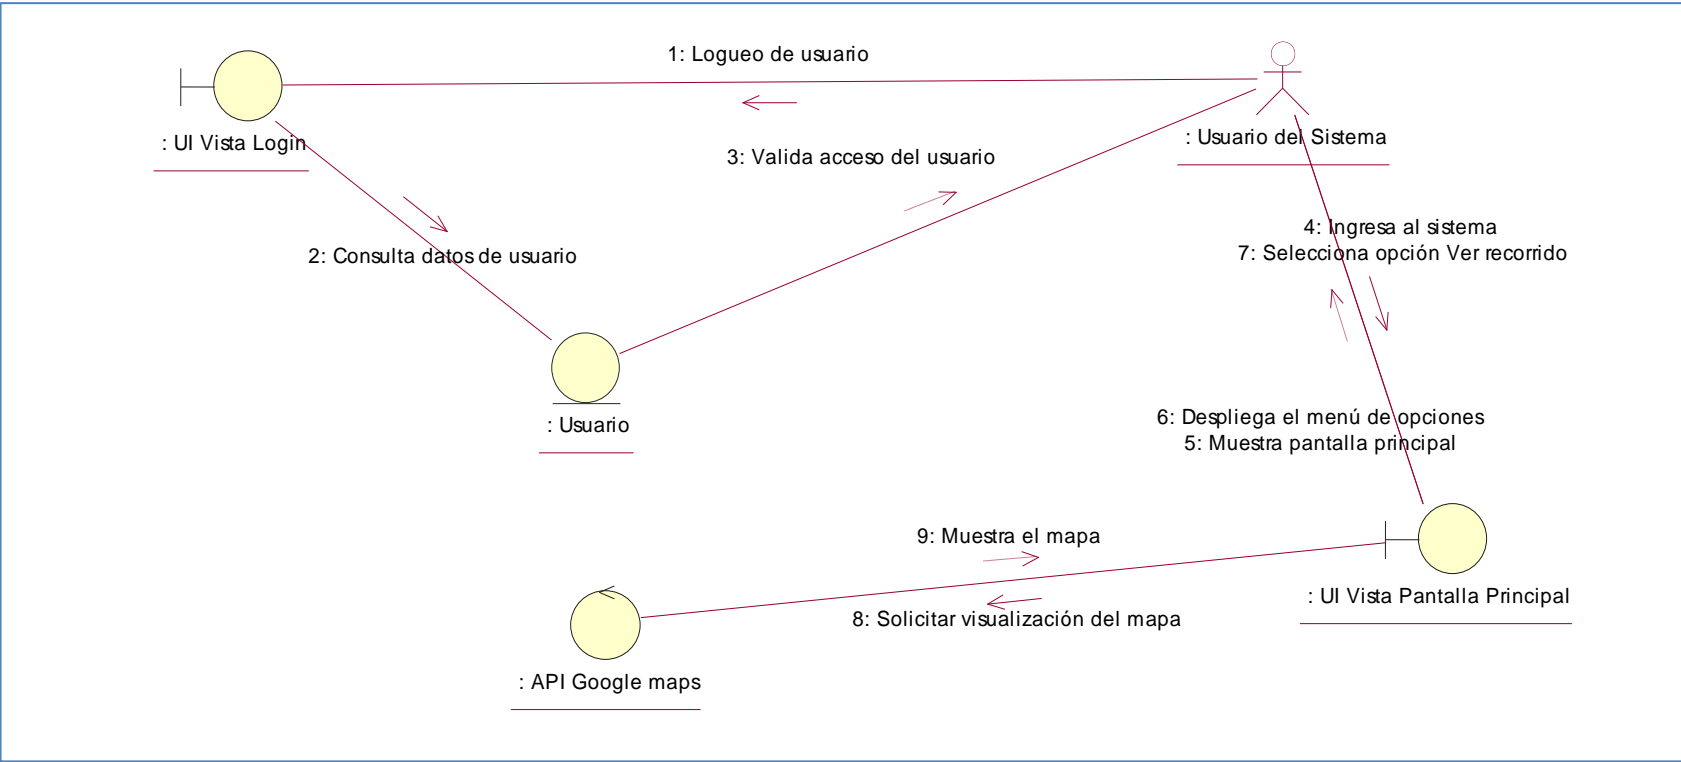 1: Logueo de usuario
: UI Vista Login
: Usuario del Sistema
3: Valida acceso del usuario
4: Ingresa al sistema
7: Selecciona opción Ver recorrido
2: Consulta datos de usuario
: Usuario
6: Despliega el menú de opciones
5: Muestra pantalla principal
9: Muestra el mapa
: UI Vista Pantalla Principal
8: Solicitar visualización del mapa
: API Google maps